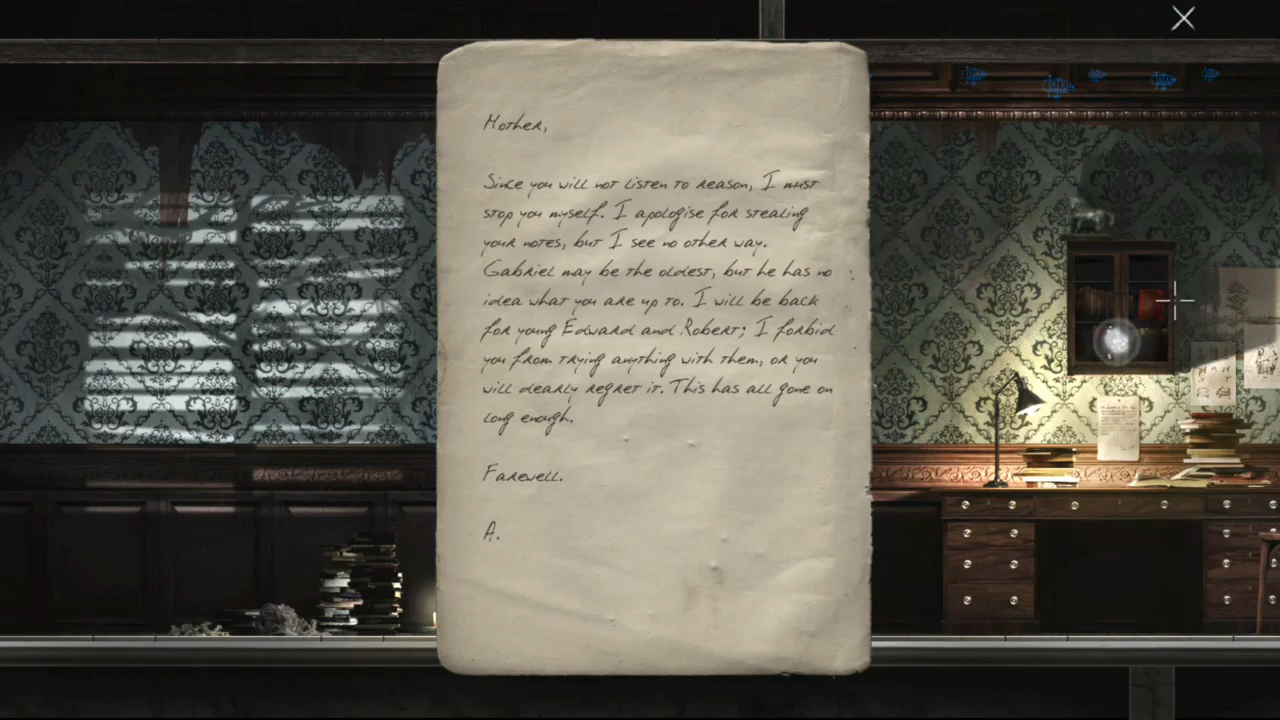 Mother,
Since you will not listen to reason, I must
stop you myself. I apologise for stealing
your notes, but I see no other way.
Gabriel may be the oldest, but he has no
idea what you are up to. I will be back
for young Edward and Robert; I forbid
you from trying anything with them, or you
will dearly regret it. This has all gone on
long enough.
Farewell.
A.